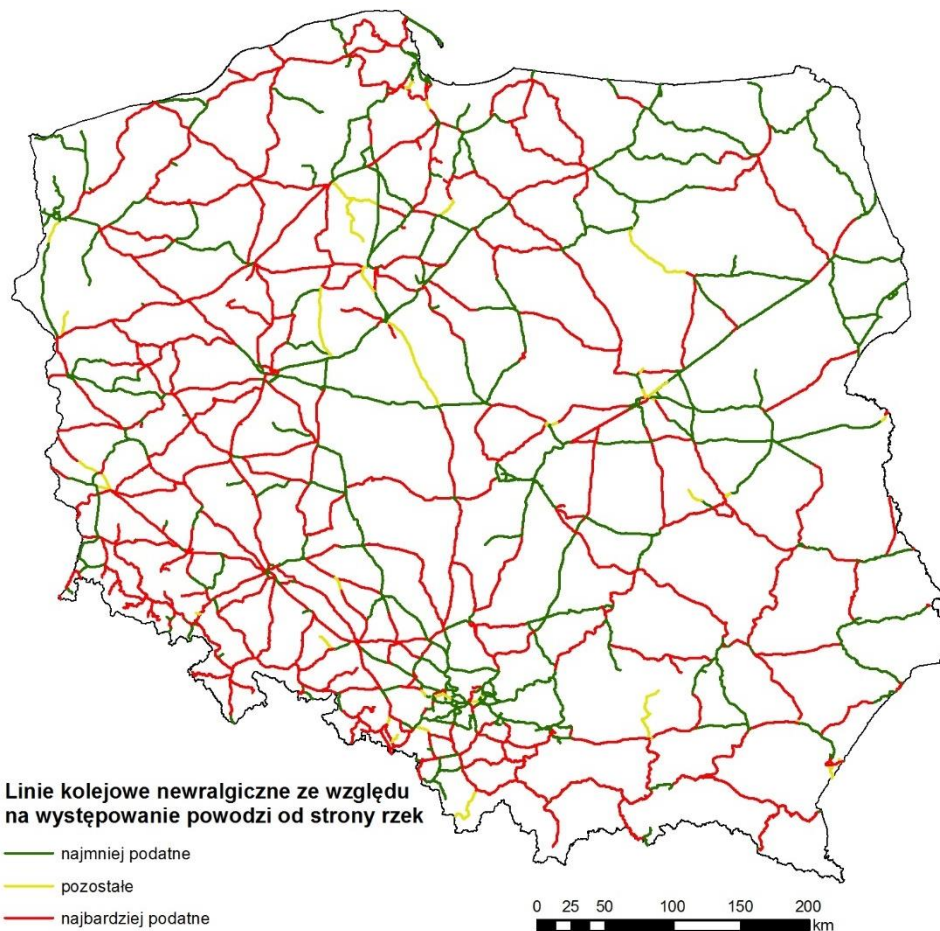 Linie kolejowe newralgiczne ze względu
na występowanie powodzi od strony rzek
najmniej podatne
pozostałe
najbardziej podatne
0 25 50 100 150 200
km